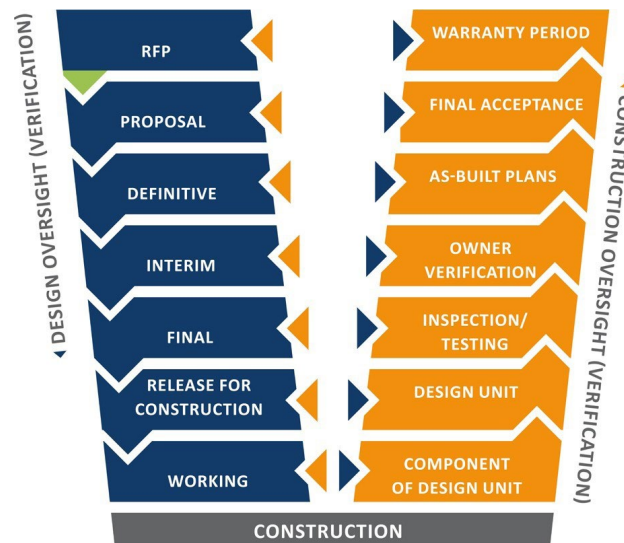 DESIGN OVERSIGHT (VERIFICATION)
RFP
PROPOSAL
DEFINITIVE
INTERIM
FINAL
RELEASE FOR
CONSTRUCTION
WORKING
WARRANTY PERIOD
FINAL ACCEPTANCE
AS-BUILT PLANS
OWNER
VERIFICATION
INSPECTION/
TESTING
DESIGN UNIT
COMPONENT
OF DESIGN UNIT
CONSTRUCTION OVERSIGHT (VERIFICATION)
CONSTRUCTION